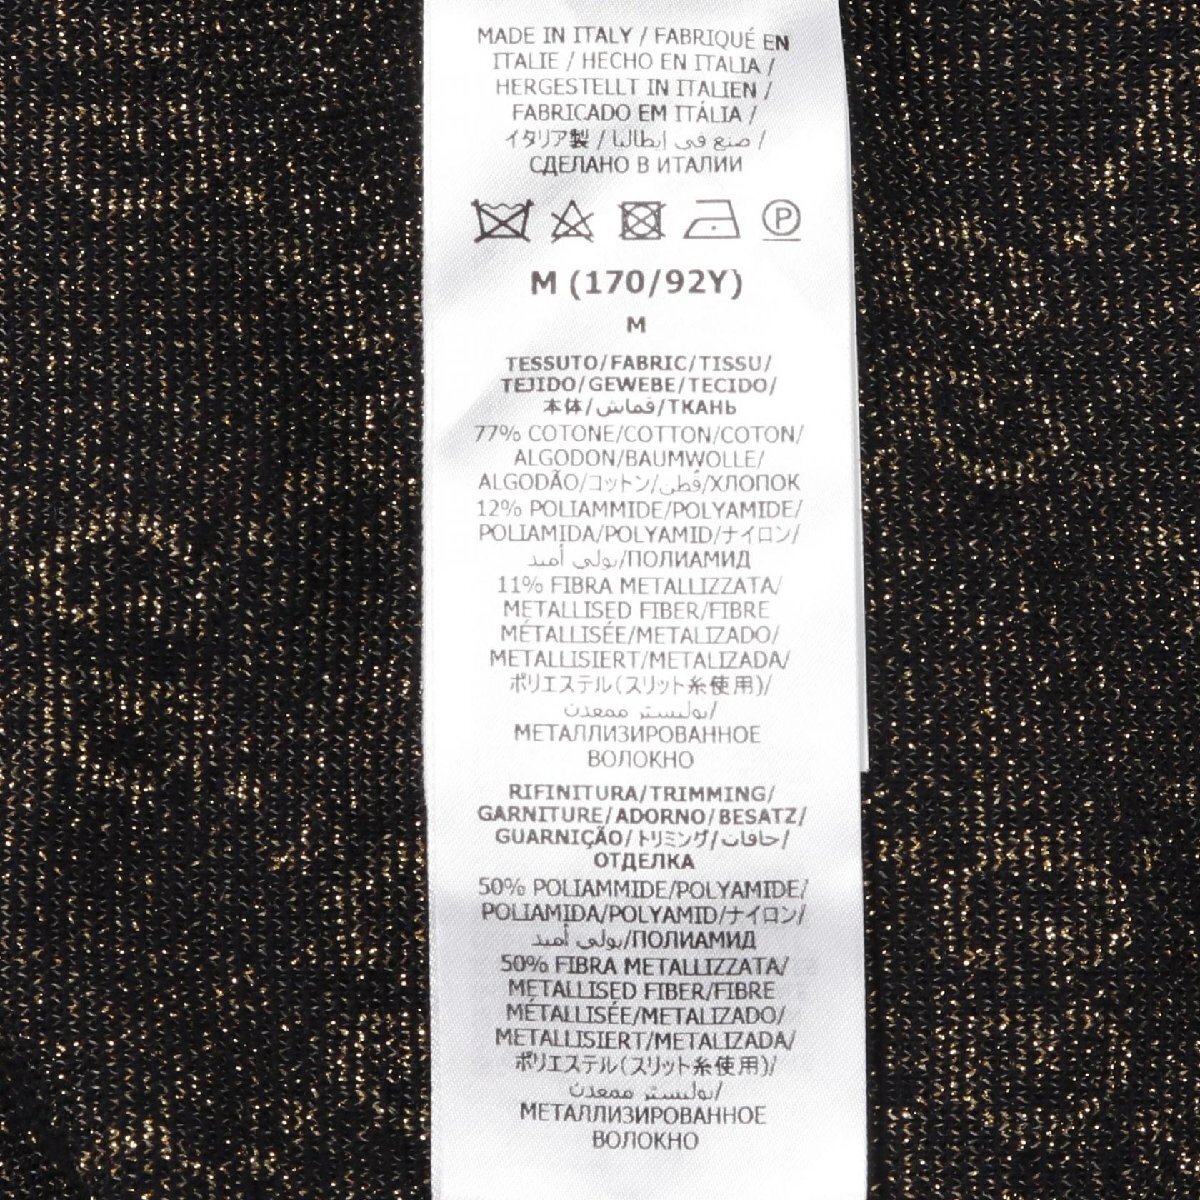 MADE IN ITALY / FABRIQUÉ EN
ITALIE / HECHO EN ITALIA /
HERGESTELLT IN ITALIEN /
FABRICADO EM ITÁLIA /
イタリア製 / صنع في إيطاليا /
СДЕЛАНО В ИТАЛИИ
P
M (170/92Y)
M
TESSUTO/FABRIC/TISSU/
TEJIDO/GEWEBE/TECIDO/
本体/قماش/ТКАНЬ
77% COTONE/COTTON/COTON/
ALGODON/BAUMWOLLE/
ALGODÃO/コットン/قطن/ХЛОПОК
12% POLIAMMIDE/POLYAMIDE/
POLIAMIDA/POLYAMID/ナイロン/
بولي أميد/ПОЛИАМИД
11% FIBRA METALLIZZATA/
METALLISED FIBER/FIBRE
MÉTALLISÉE/METALIZADO/
METALLISIERT/METALIZADA/
ポリエステル(スリット糸使用)/
بوليستر ممعدن/
МЕТАЛЛИЗИРОВАННОЕ
ВОЛОКНО
RIFINITURA/TRIMMING/
GARNITURE/ADORNO/BESATZ/
GUARNIÇÃO/トリミング/حافات/
ОТДЕЛКА
50% POLIAMMIDE/POLYAMIDE/
POLIAMIDA/POLYAMID/ナイロン/
بولي أميد/ПОЛИАМИД
50% FIBRA METALLIZZATA/
METALLISED FIBER/FIBRE
MÉTALLISÉE/METALIZADO/
METALLISIERT/METALIZADA/
ポリエステル(スリット糸使用)/
بوليستر ممعدن/
МЕТАЛЛИЗИРОВАННОЕ
ВОЛОКНО